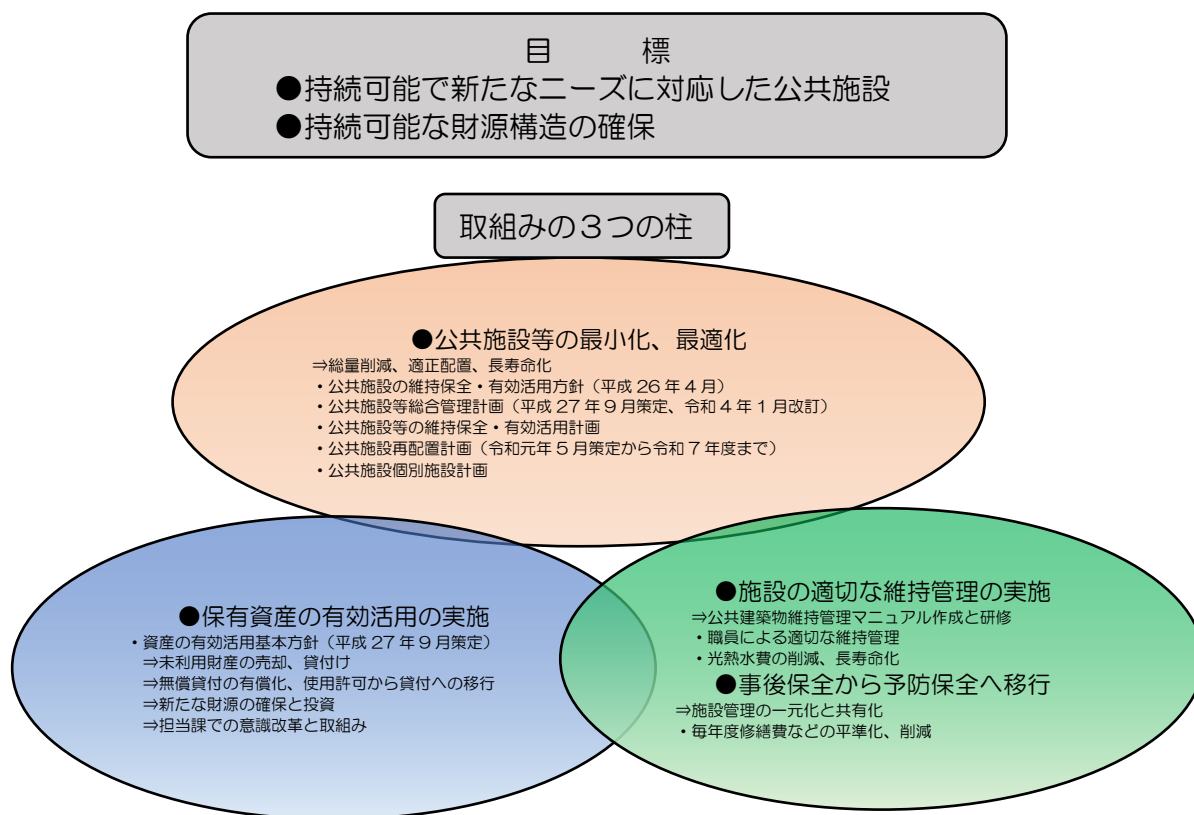 目　標
●持続可能で新たなニーズに対応した公共施設
●持続可能な財源構造の確保
取組みの３つの柱
●公共施設等の最小化、最適化
⇒総量削減、適正配置、長寿命化
・公共施設の維持保全・有効活用方針（平成 26 年 4 月）
・公共施設等総合管理計画（平成 27 年 9 月策定、令和 4 年 1 月改訂）
・公共施設等の維持保全・有効活用計画
・公共施設再配置計画（令和元年 5 月策定から令和 7 年度まで）
・公共施設個別施設計画
●保有資産の有効活用の実施
・資産の有効活用基本方針（平成 27 年 9 月策定）
⇒未利用財産の売却、貸付け
⇒無償貸付の有償化、使用許可から貸付への移行
⇒新たな財源の確保と投資
⇒担当課での意識改革と取組み
●施設の適切な維持管理の実施
⇒公共建築物維持管理マニュアル作成と研修
・職員による適切な維持管理
・光熱水費の削減、長寿命化
●事後保全から予防保全へ移行
⇒施設管理の一元化と共有化
・毎年度修繕費などの平準化、削減